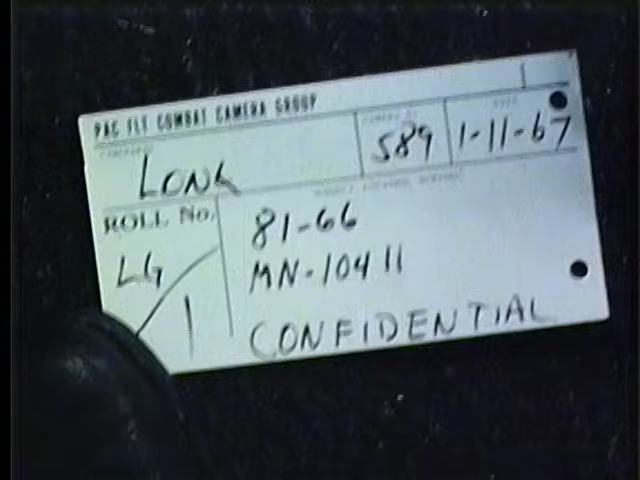 PAC FLT COMBAT CAMERA GROUP
LONG 589 1-11-67
ROLL No.
LG 1
81-66
MN-10411
CONFIDENTIAL